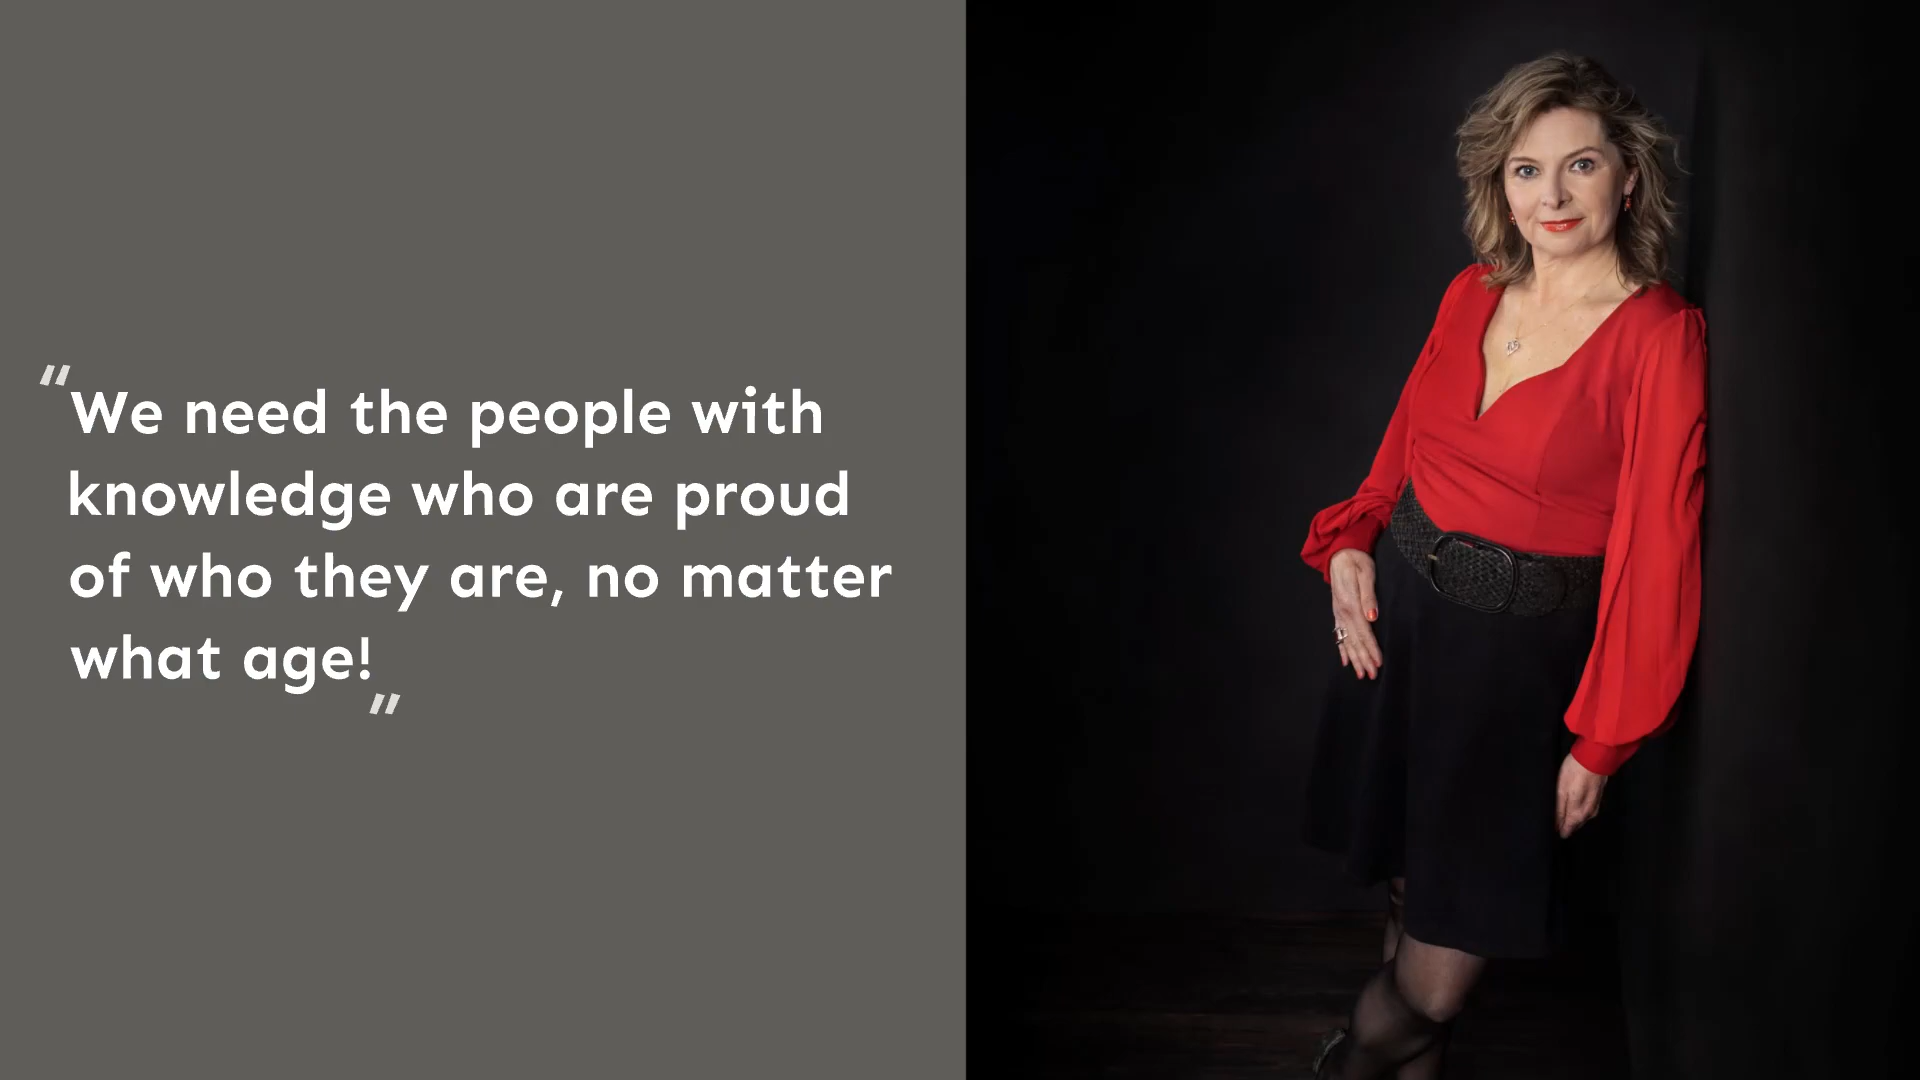 "We need the people with
knowledge who are proud
of who they are, no matter
what age!"